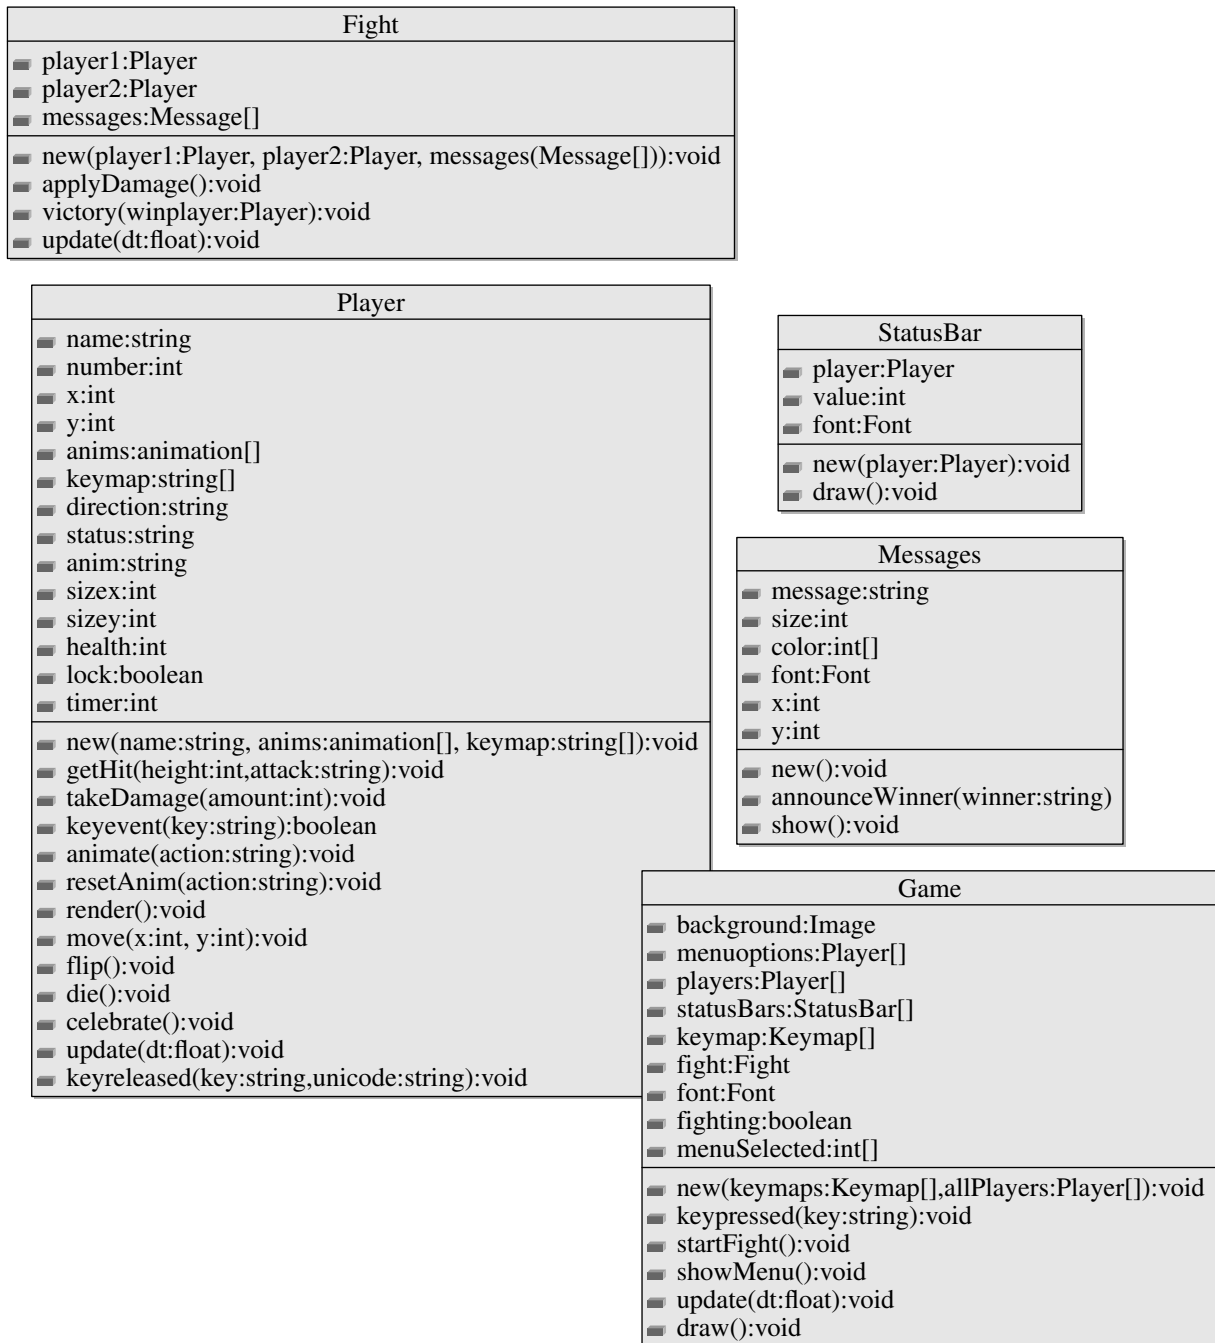 Fight
player1:Player
player2:Player
messages:Message[]
new(player1:Player, player2:Player, messages(Message[])):void
applyDamage():void
victory(winplayer:Player):void
update(dt:float):void
Player
name:string
number:int
x:int
y:int
anims:animation[]
keymap:string[]
direction:string
status:string
anim:string
sizex:int
sizey:int
health:int
lock:boolean
timer:int
new(name:string, anims:animation[], keymap:string[]):void
getHit(height:int,attack:string):void
takeDamage(amount:int):void
keyevent(key:string):boolean
animate(action:string):void
resetAnim(action:string):void
render():void
move(x:int, y:int):void
flip():void
die():void
celebrate():void
update(dt:float):void
keyreleased(key:string,unicode:string):void
StatusBar
player:Player
value:int
font:Font
new(player:Player):void
draw():void
Messages
message:string
size:int
color:int[]
font:Font
x:int
y:int
new():void
announceWinner(winner:string)
show():void
Game
background:Image
menuoptions:Player[]
players:Player[]
statusBars:StatusBar[]
keymap:Keymap[]
fight:Fight
font:Font
fighting:boolean
menuSelected:int[]
new(keymaps:Keymap[],allPlayers:Player[]):void
keypressed(key:string):void
startFight():void
showMenu():void
update(dt:float):void
draw():void